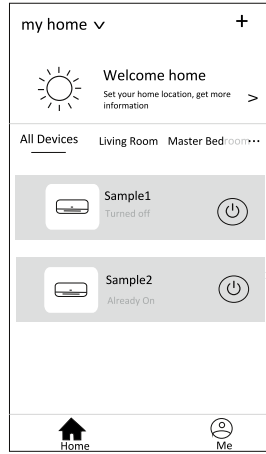 my home
Welcome home
Set your home location, get more
information
All Devices Living Room Master Bedroom
Sample1
Turned off
Sample2
Already On
Home Me